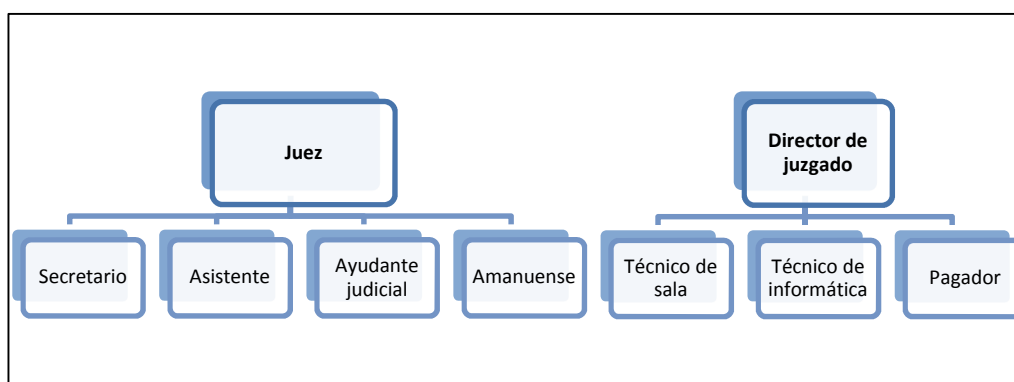 Juez
Director de
juzgado
Secretario
Asistente
Ayudante
judicial
Amanuense
Técnico de
sala
Técnico de
informática
Pagador